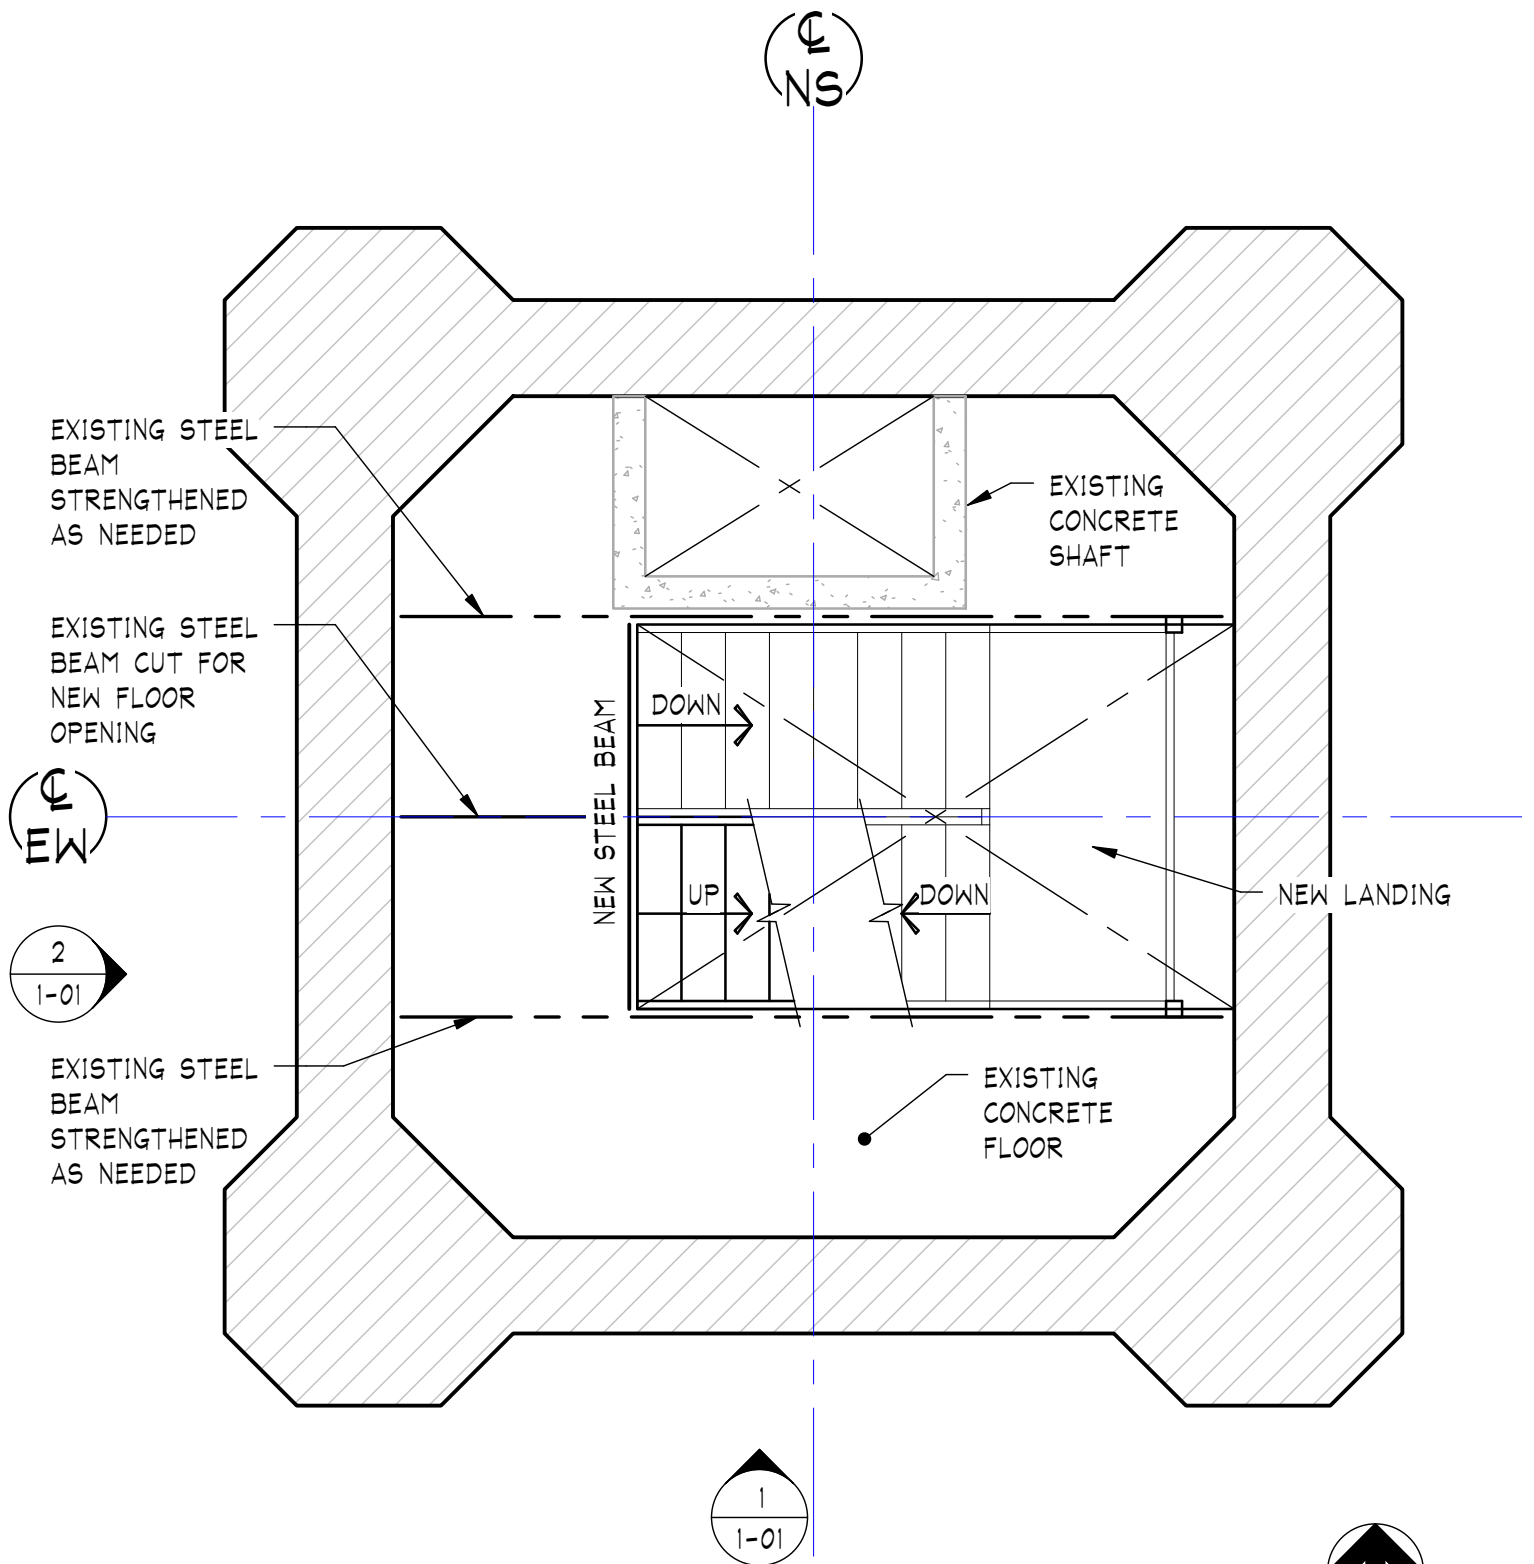 ℄
NS
EXISTING STEEL
BEAM
STRENGTHENED
AS NEEDED
EXISTING
CONCRETE
SHAFT
EXISTING STEEL
BEAM CUT FOR
NEW FLOOR
OPENING
DOWN
NEW STEEL BEAM
℄
EW
UP
DOWN
NEW LANDING
2
1-01
EXISTING STEEL
BEAM
STRENGTHENED
AS NEEDED
EXISTING
CONCRETE
FLOOR
1
1-01